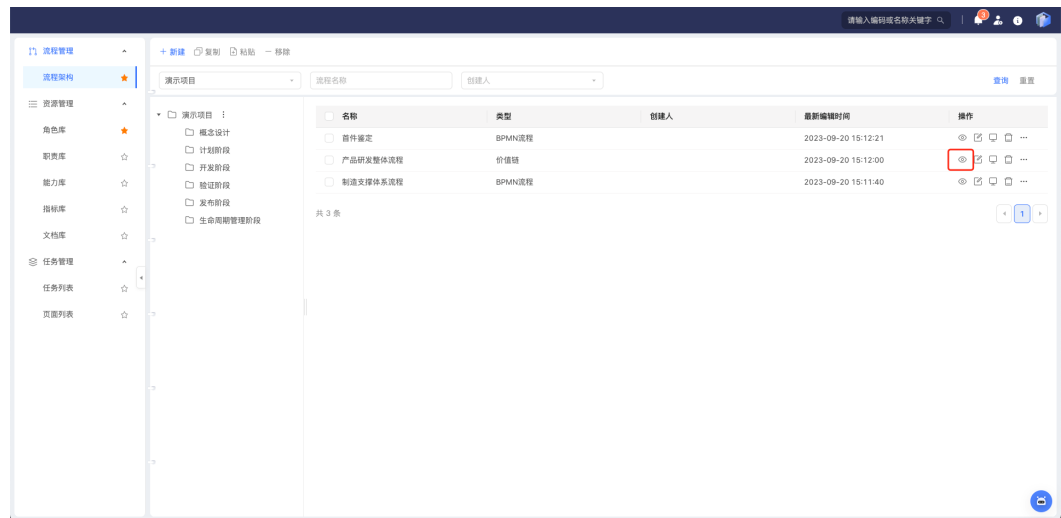 请输入编码或名称关键字
3
流程管理
流程架构
资源管理
角色库
职责库
能力库
指标库
文档库
任务管理
任务列表
页面列表
新建 复制 粘贴 移除
演示项目 流程名称 创建人 查询 重置
演示项目
概念设计
计划阶段
开发阶段
验证阶段
发布阶段
生命周期管理阶段
名称 类型 创建人 最新编辑时间 操作
首件鉴定 BPMN流程 2023-09-20 15:12:21
产品研发整体流程 价值链 2023-09-20 15:12:00
制造支撑体系流程 BPMN流程 2023-09-20 15:11:40
共 3 条 1